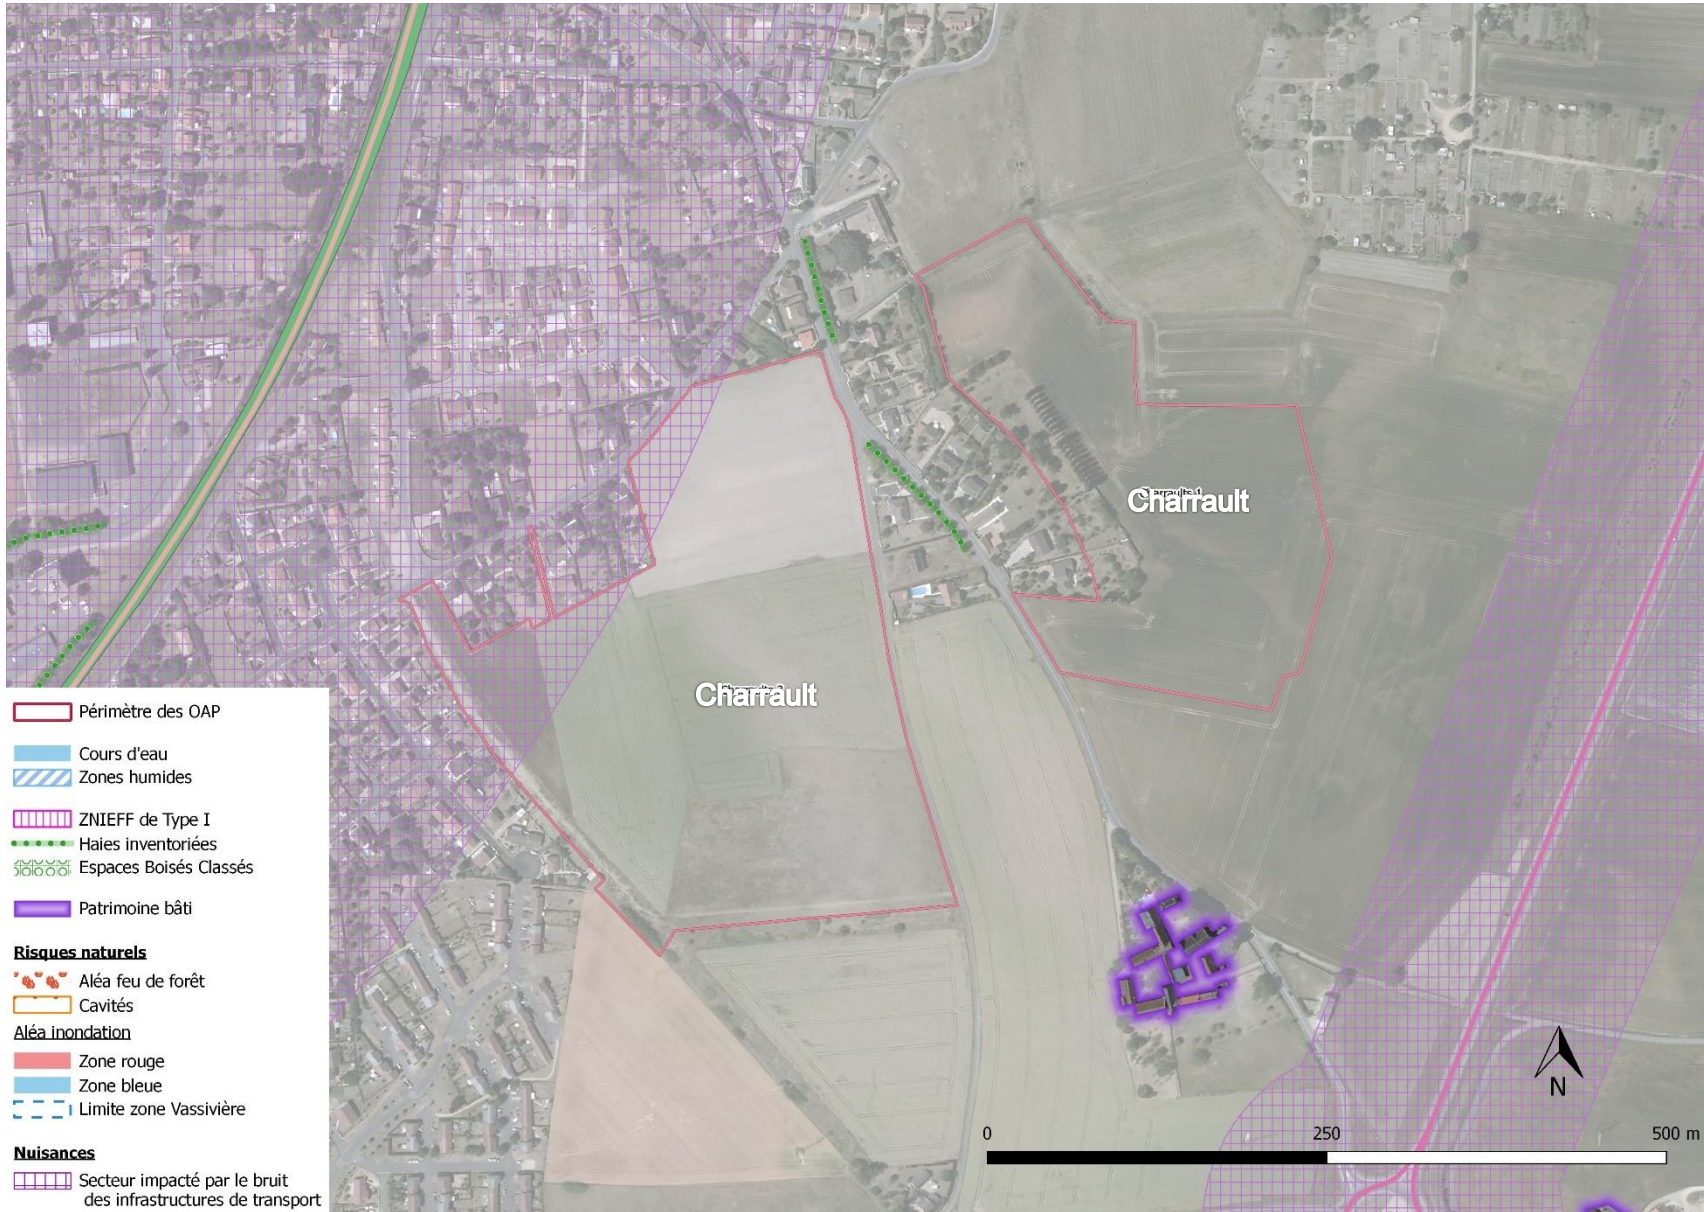 Charrault
Charrault
Périmètre des OAP
Cours d'eau
Zones humides
ZNIEFF de Type I
Haies inventoriées
Espaces Boisés Classés
Patrimoine bâti
Risques naturels
Aléa feu de forêt
Cavités
Aléa inondation
Zone rouge
Zone bleue
Limite zone Vassivière
Nuisances
Secteur impacté par le bruit
des infrastructures de transport
N
0 250 500 m